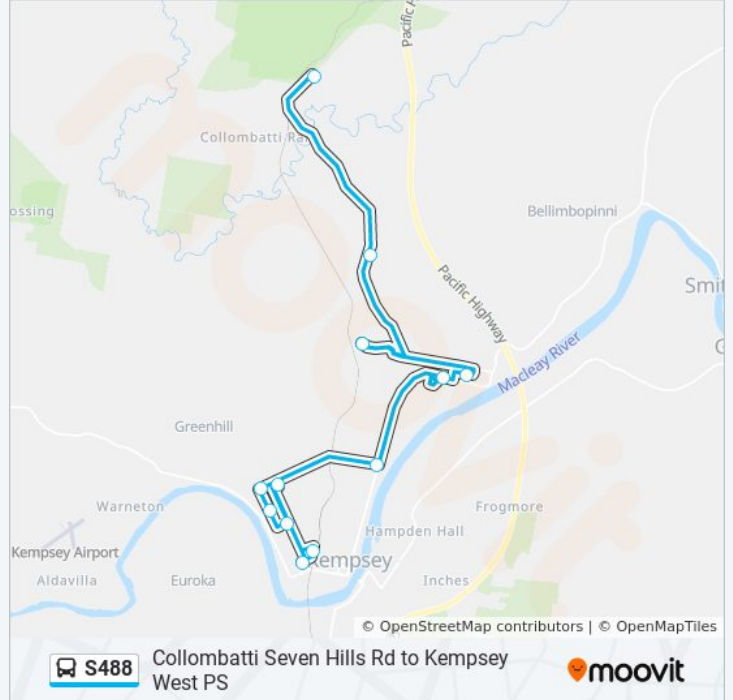 Pacific
Collombatti Ra
ossing
Bellimbopinni
Pacific Highway
Smit
Macleay River
Greenhill
Warneton
Frogmore
Hampden Hall
Kempsey Airport
Kempsey
Aldavilla
Euroka
Inches
© OpenStreetMap contributors | © OpenMapTiles
S488
Collombatti Seven Hills Rd to Kempsey
West PS
moovit